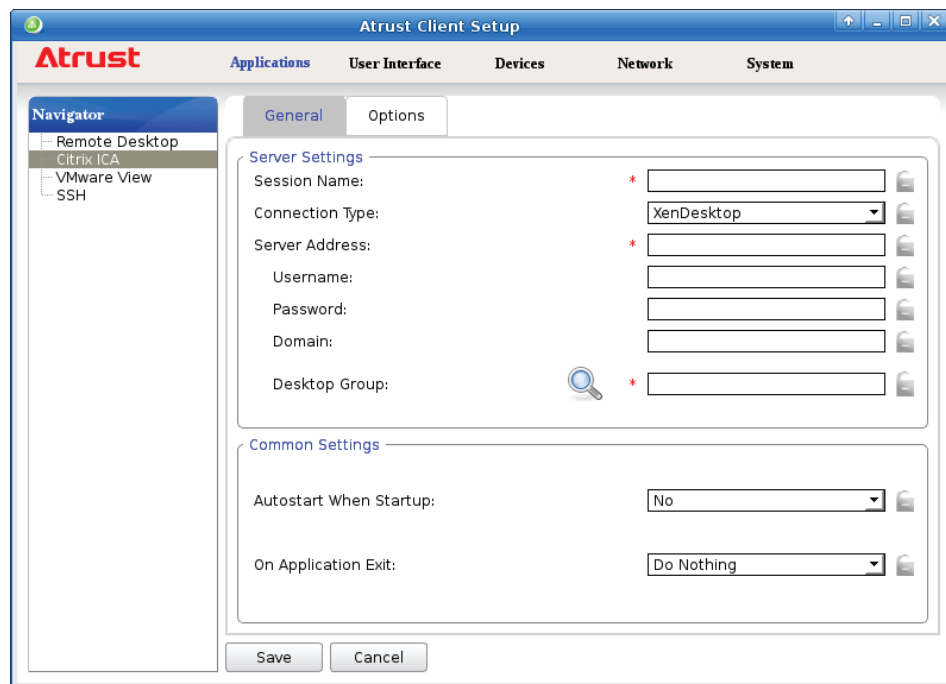 Atrust Client Setup
Atrust
Applications User Interface Devices Network System
Navigator
Remote Desktop
Citrix ICA
VMware View
SSH
General Options
Server Settings
Session Name: *
Connection Type: XenDesktop
Server Address: *
Username:
Password:
Domain:
Desktop Group: *
Common Settings
Autostart When Startup: No
On Application Exit: Do Nothing
Save Cancel